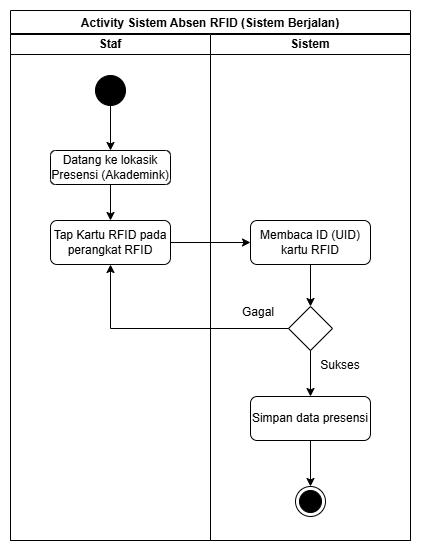 Activity Sistem Absen RFID (Sistem Berjalan)
Staf
Sistem
Datang ke lokasik
Presensi (Akademink)
Tap Kartu RFID pada
perangkat RFID
Membaca ID (UID)
kartu RFID
Gagal
Sukses
Simpan data presensi